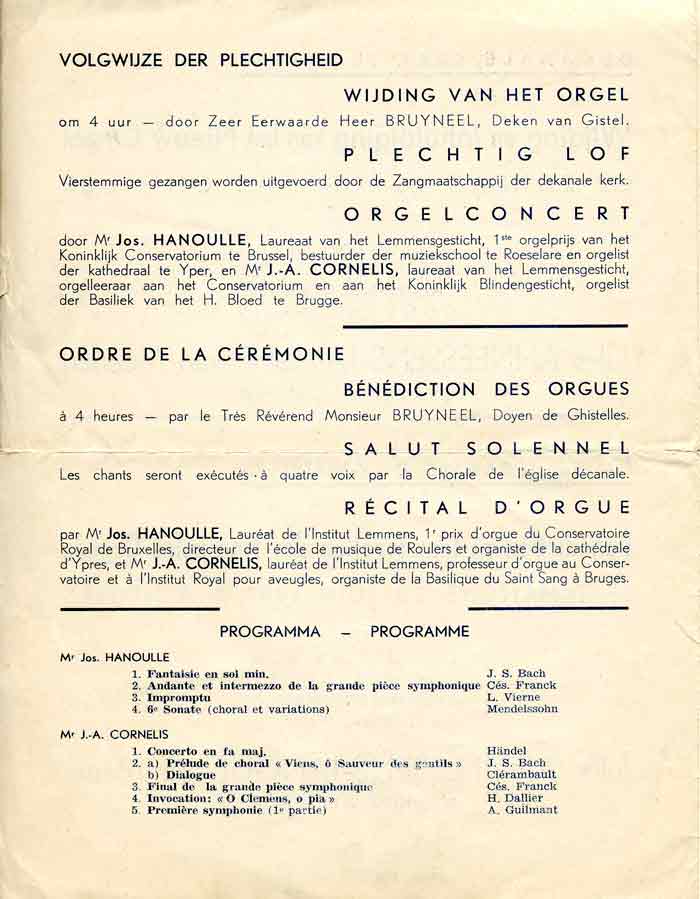 VOLGWIJZE DER PLECHTIGHEID
WIJDING VAN HET ORGEL
om 4 uur — door Zeer Eerwaarde Heer BRUYNEEL, Deken van Gistel.
PLECHTIG LOF
Vierstemmige gezangen worden uitgevoerd door de Zangmaatschappij der dekanale kerk.
ORGELCONCERT
door Mr Jos. HANOULLE, Laureaat van het Lemmensgesticht, 1ste orgelprijs van het
Koninklijk Conservatorium te Brussel, bestuurder der muziekschool te Roeselare en orgelist
der kathedraal te Yper, en Mr J.-A. CORNELIS, laureaat van het Lemmensgesticht,
orgelleeraar aan het Conservatorium en aan het Koninklijk Blindengesticht, orgelist
der Basiliek van het H. Bloed te Brugge.
ORDRE DE LA CÉRÉMONIE
BÉNÉDICTION DES ORGUES
à 4 heures — par le Très Révérend Monsieur BRUYNEEL, Doyen de Ghistelles.
SALUT SOLENNEL
Les chants seront exécutés à quatre voix par la Chorale de l'église décanale.
RÉCITAL D'ORGUE
par Mr Jos. HANOULLE, Lauréat de l'Institut Lemmens, 1r prix d'orgue du Conservatoire
Royal de Bruxelles, directeur de l'école de musique de Roulers et organiste de la cathédrale
d'Ypres, et Mr J.-A. CORNELIS, lauréat de l'Institut Lemmens, professeur d'orgue au Conser-
vatoire et à l'Institut Royal pour aveugles, organiste de la Basilique du Saint Sang à Bruges.
PROGRAMMA — PROGRAMME
Mr Jos. HANOULLE
1. Fantaisie en sol min. J. S. Bach
2. Andante et intermezzo de la grande pièce symphonique Cés. Franck
3. Impromptu L. Vierne
4. 6e Sonate (choral et variations) Mendelssohn
Mr J.-A. CORNELIS
1. Concerto en fa maj. Händel
2. a) Prélude de choral « Viens, ô Sauveur des gentils » J. S. Bach
b) Dialogue Clérambault
3. Final de la grande pièce symphonique Cés. Franck
4. Invocation: « O Clemens, o pia » H. Dallier
5. Première symphonie (1e partie) A. Guilmant